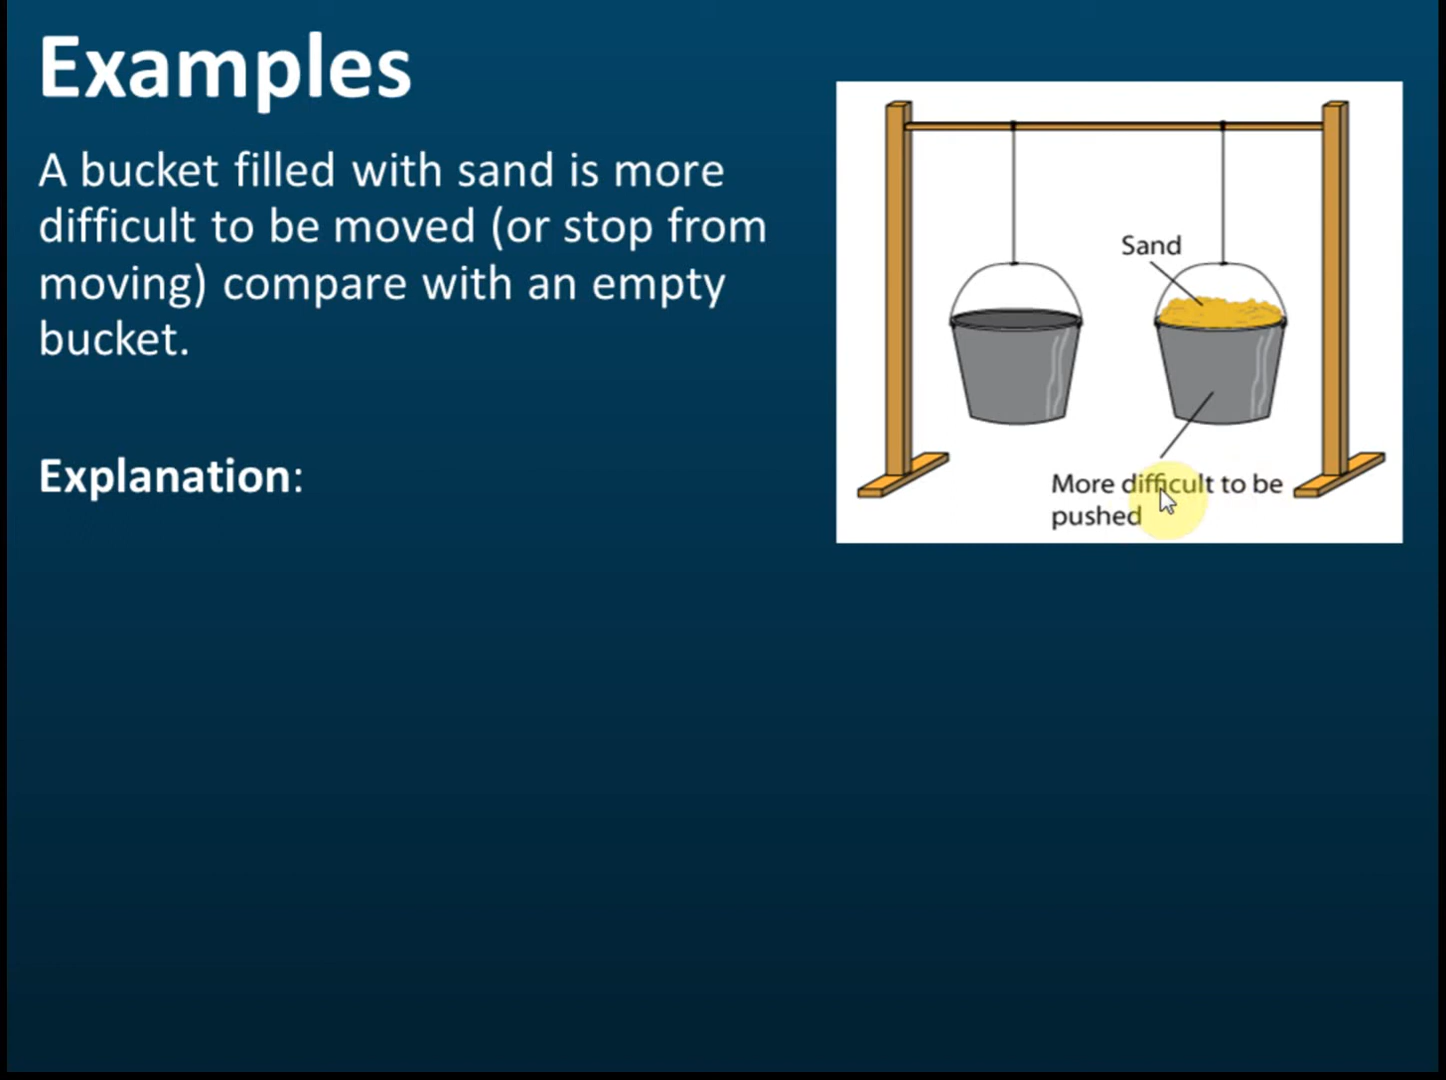 Examples
A bucket filled with sand is more
difficult to be moved (or stop from
moving) compare with an empty
bucket.
Explanation:
Sand
More difficult to be
pushed